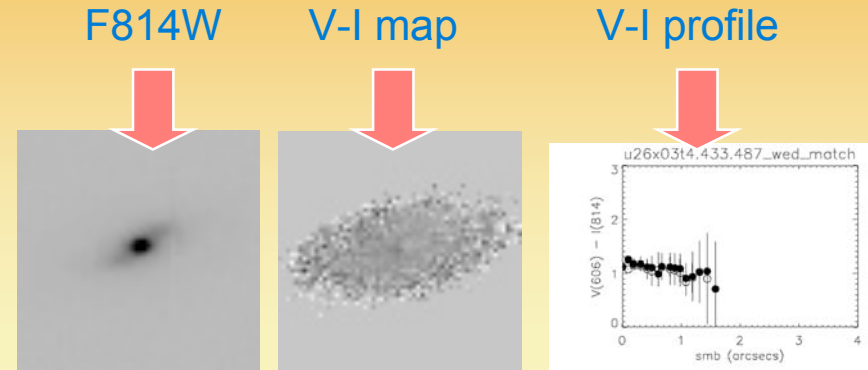 F814W
V-I map
V-I profile
u26x03t4.433.487_wed_match
V(606) - I(814)
3
2
1
0
0 1 2 3 4
smb (arcsecs)